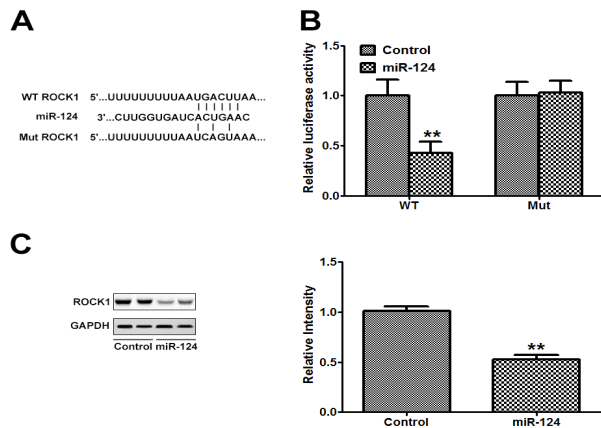 A
WT ROCK1 5'...UUUUUUUUUAAUGACUUAA...
miR-124 3'...CUUGGUGAUCACUGAAC
Mut ROCK1 5'...UUUUUUUUUAAUCAGUAAA...
B
Relative luciferase activity
1.5
1.0
0.5
0.0
Control
miR-124
**
WT
Mut
C
ROCK1
GAPDH
Control miR-124
Relative Intensity
1.5
1.0
0.5
0.0
**
Control
miR-124